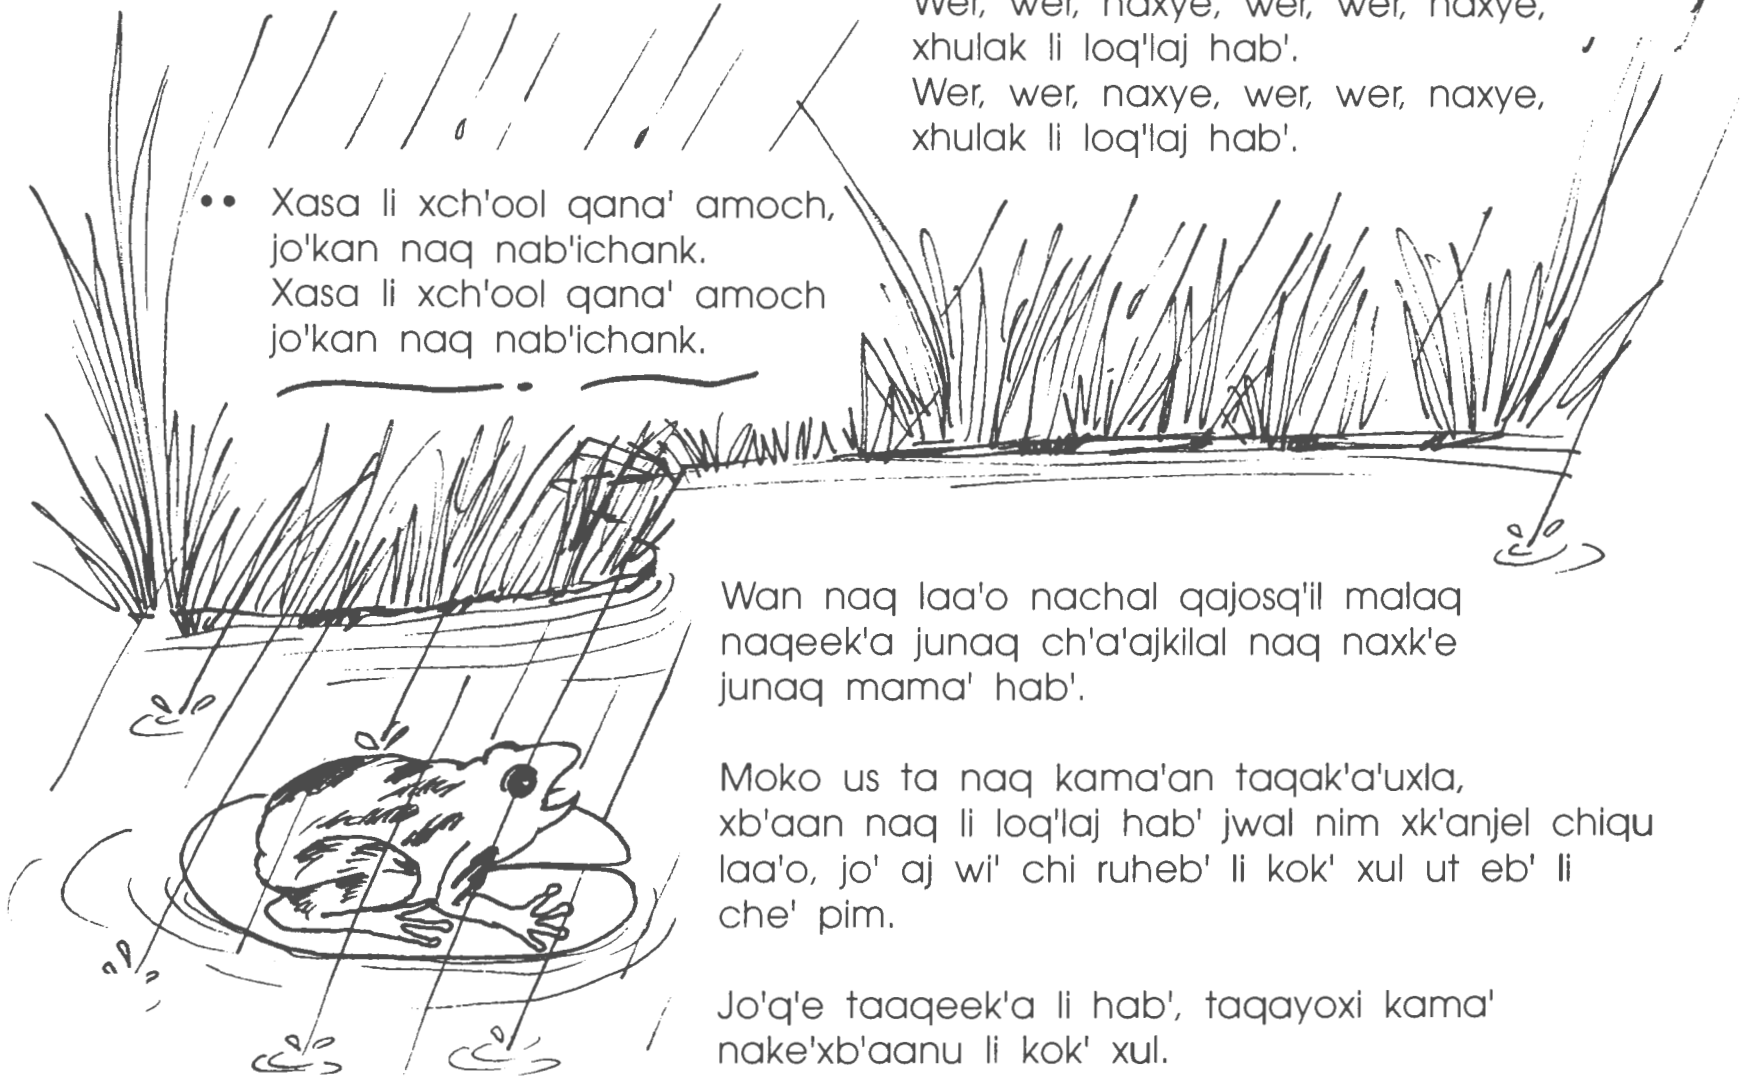 Wer, wer, naxye, wer, wer, naxye,
xhulak li loq'laj hab'.
Wer, wer, naxye, wer, wer, naxye,
xhulak li loq'laj hab'.
•• Xasa li xch'ool qana' amoch,
jo'kan naq nab'ichank.
Xasa li xch'ool qana' amoch
jo'kan naq nab'ichank.
Wan naq laa'o nachal qajosq'il malaq
naqeek'a junaq ch'a'ajkilal naq naxk'e
junaq mama' hab'.
Moko us ta naq kama'an taqak'a'uxla,
xb'aan naq li loq'laj hab' jwal nim xk'anjel chiqu
laa'o, jo' aj wi' chi ruheb' li kok' xul ut eb' li
che' pim.
Jo'q'e taaqeek'a li hab', taqayoxi kama'
nake'xb'aanu li kok' xul.